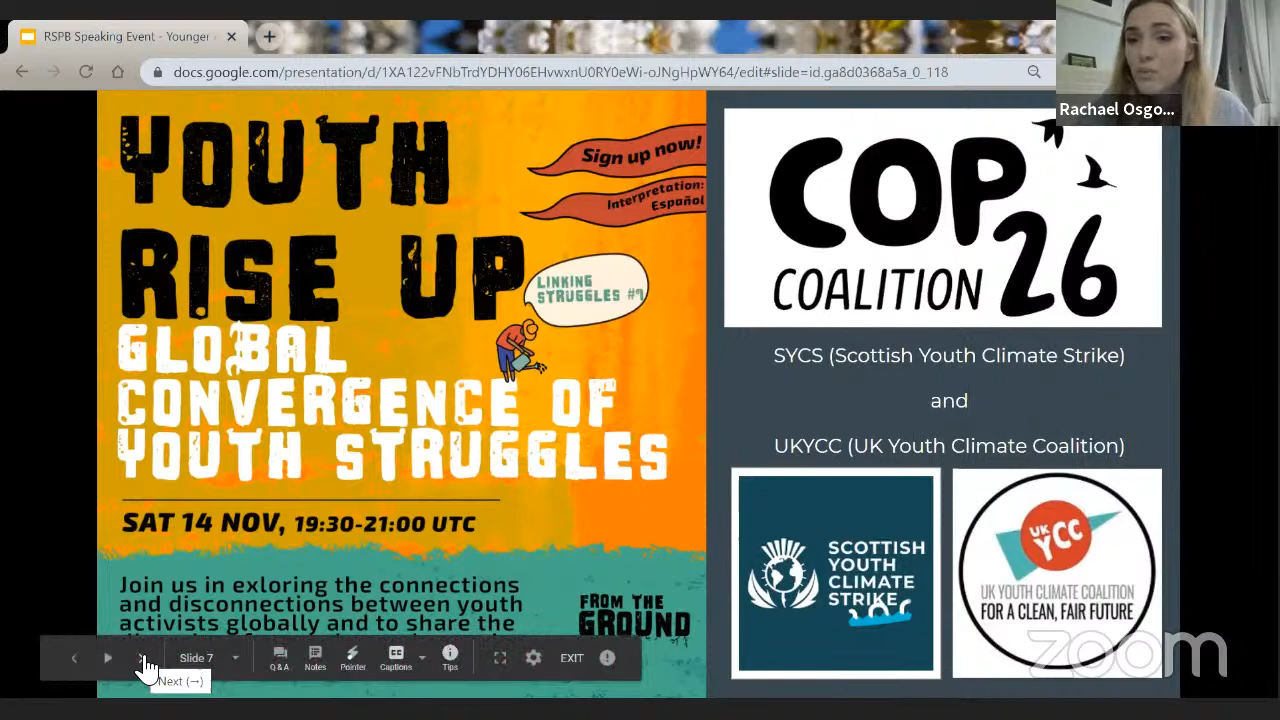 RSPB Speaking Event - Younger
docs.google.com/presentation/d/1XA122vFNbTrdYDHY06EHvwxnU0RY0eWi-oJNgHpWY64/edit#slide=id.ga8d0368a5a_0_118
Rachael Osgo...
YOUTH
RISE UP
GLOBAL
CONVERGENCE OF
YOUTH STRUGGLES
Sign up now!
Interpretation:
Español
LINKING
STRUGGLES #9
SAT 14 NOV, 19:30-21:00 UTC
Join us in exloring the connections
and disconnections between youth
activists globally and to share the
FROM THE
GROUND
COP
26
COALITION
SYCS (Scottish Youth Climate Strike)
and
UKYCC (UK Youth Climate Coalition)
SCOTTISH
YOUTH
CLIMATE
STRIKE
UK
YCC
UK YOUTH CLIMATE COALITION
FOR A CLEAN, FAIR FUTURE
Slide 7
Q & A
Notes
Pointer
Captions
Tips
EXIT
Next (→)
zoom